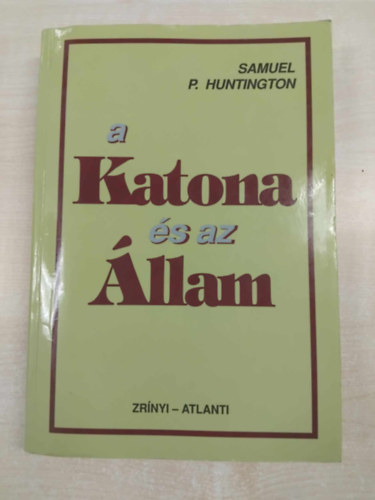 SAMUEL
P. HUNTINGTON
a
Katona
és az
Állam
ZRÍNYI – ATLANTI